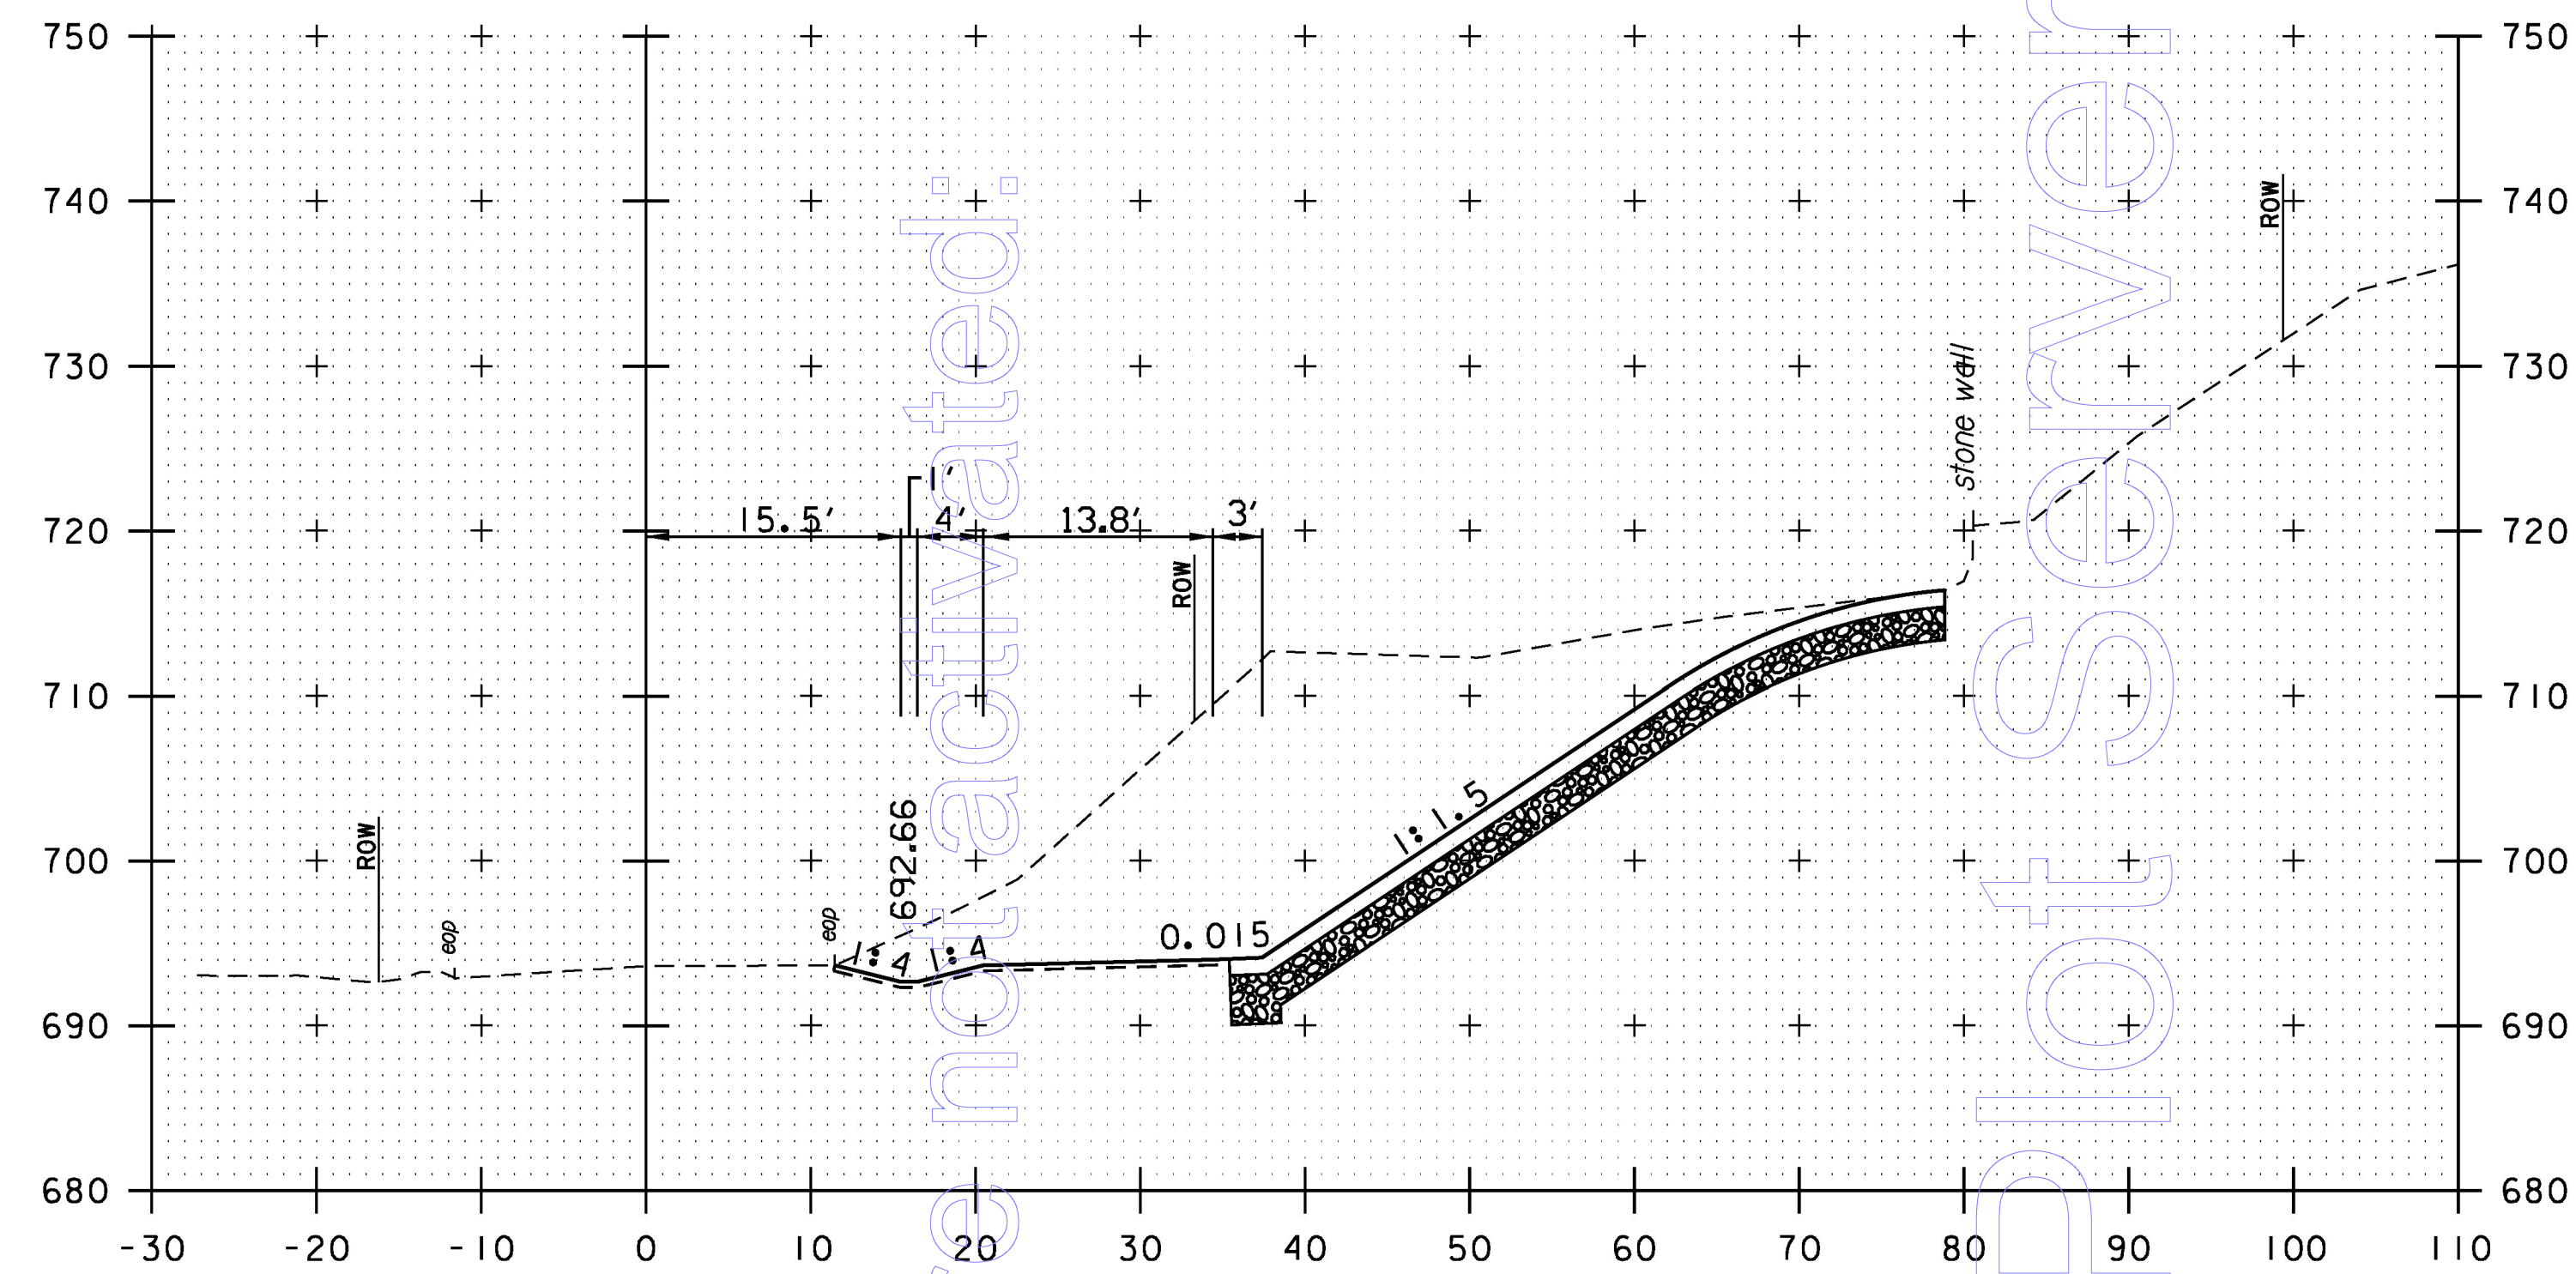 750 750
740 740
ROW
730 730
stone wall
1'
15.5' 4' 13.8' 3'
720 720
ROW
710 710
1:1.5
692.66
ROW
700 700
eop eop
1:4 1:4 0.015
690 690
680 680
-30 -20 -10 0 10 20 30 40 50 60 70 80 90 100 110
re not activated:
Plot Server